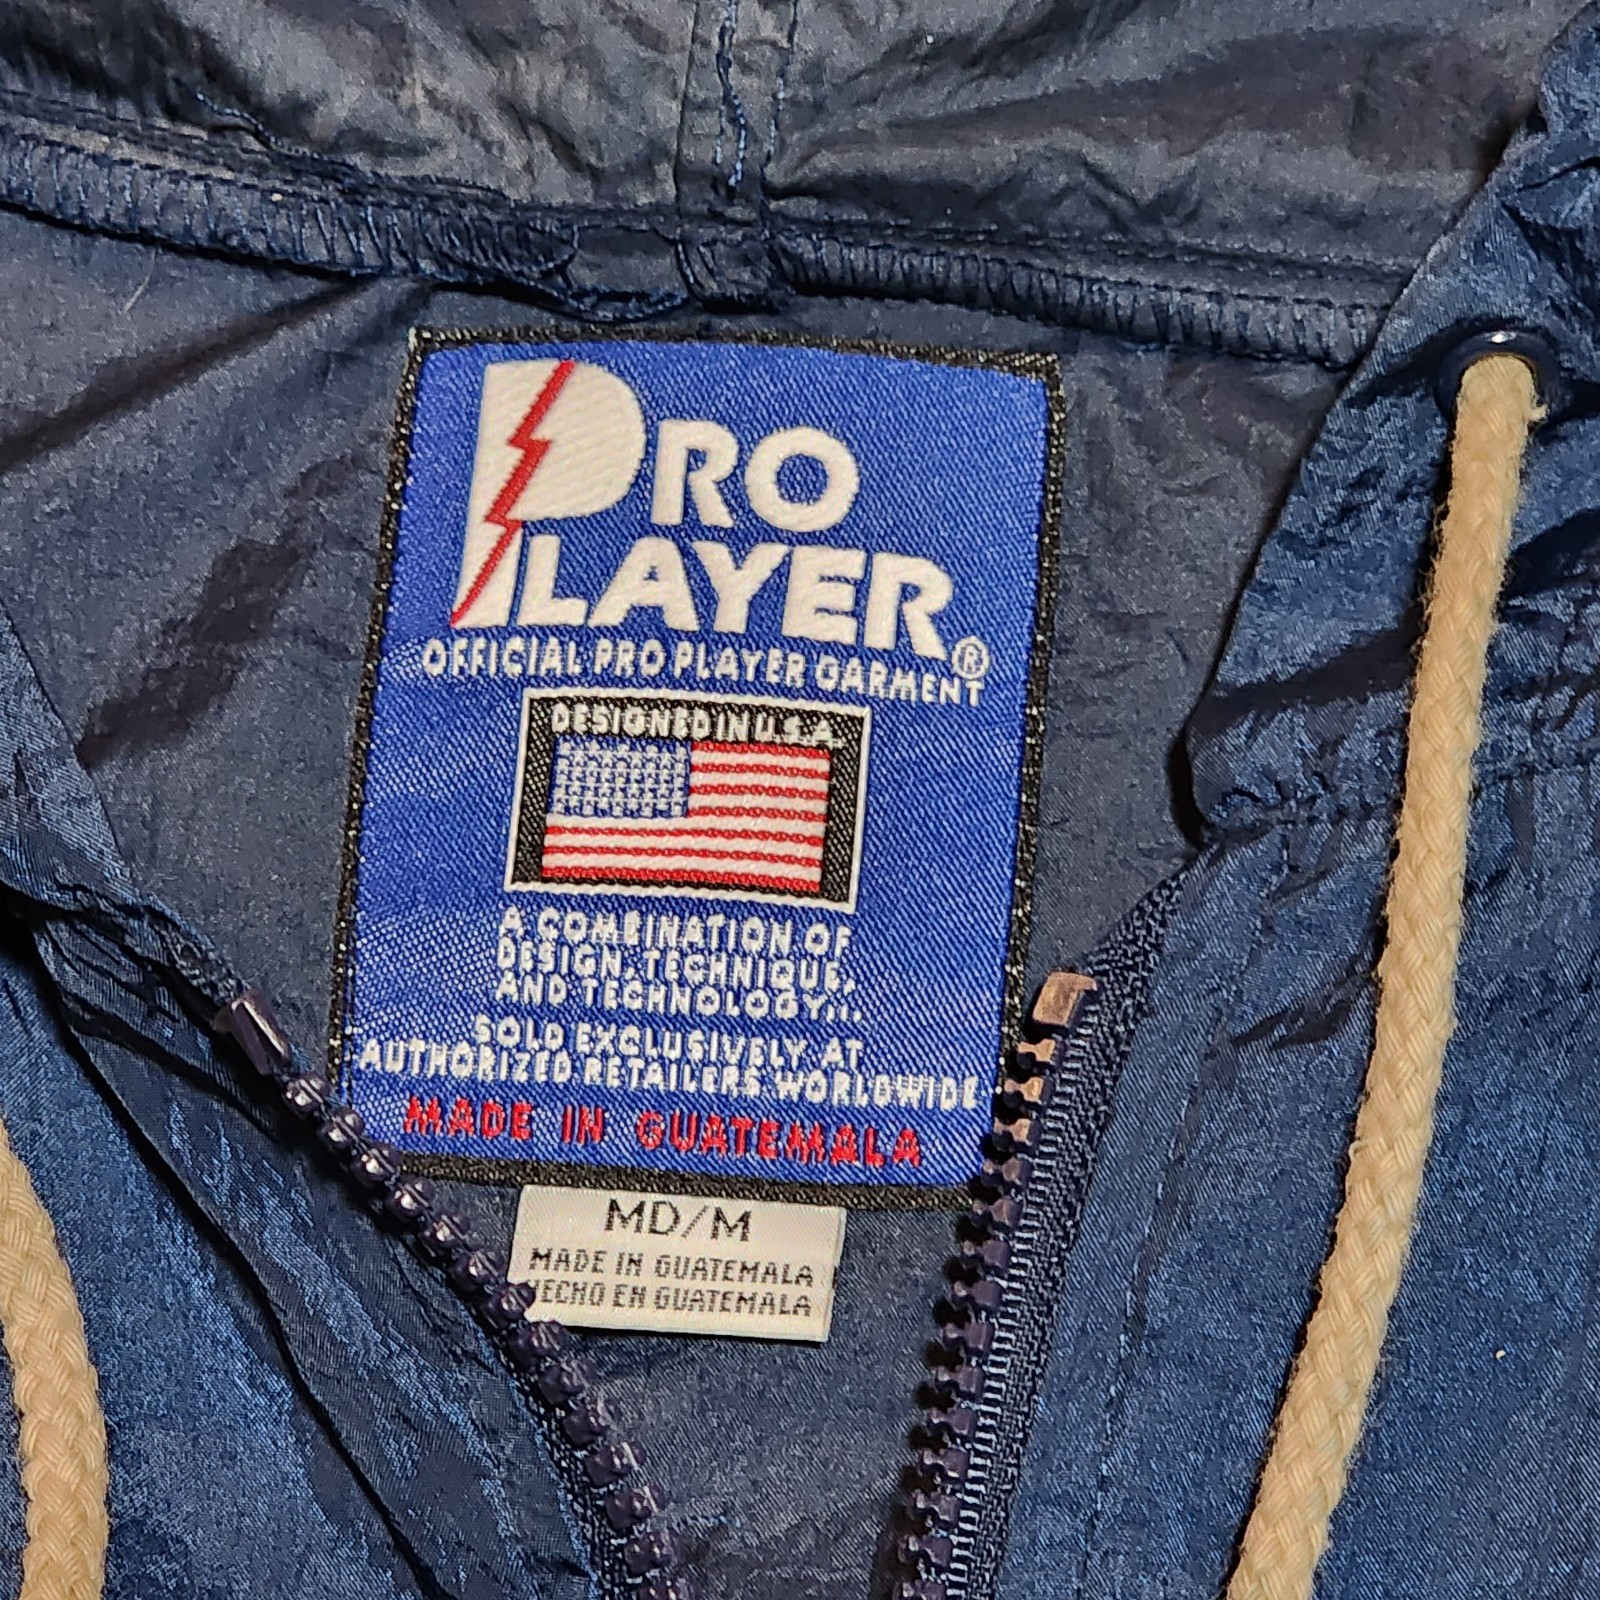 PRO
PLAYER®
OFFICIAL PRO PLAYER GARMENT
DESIGNED IN U.S.A.
A COMBINATION OF
DESIGN, TECHNIQUE,
AND TECHNOLOGY...
SOLD EXCLUSIVELY AT
AUTHORIZED RETAILERS WORLDWIDE
MADE IN GUATEMALA
MD/M
MADE IN GUATEMALA
HECHO EN GUATEMALA